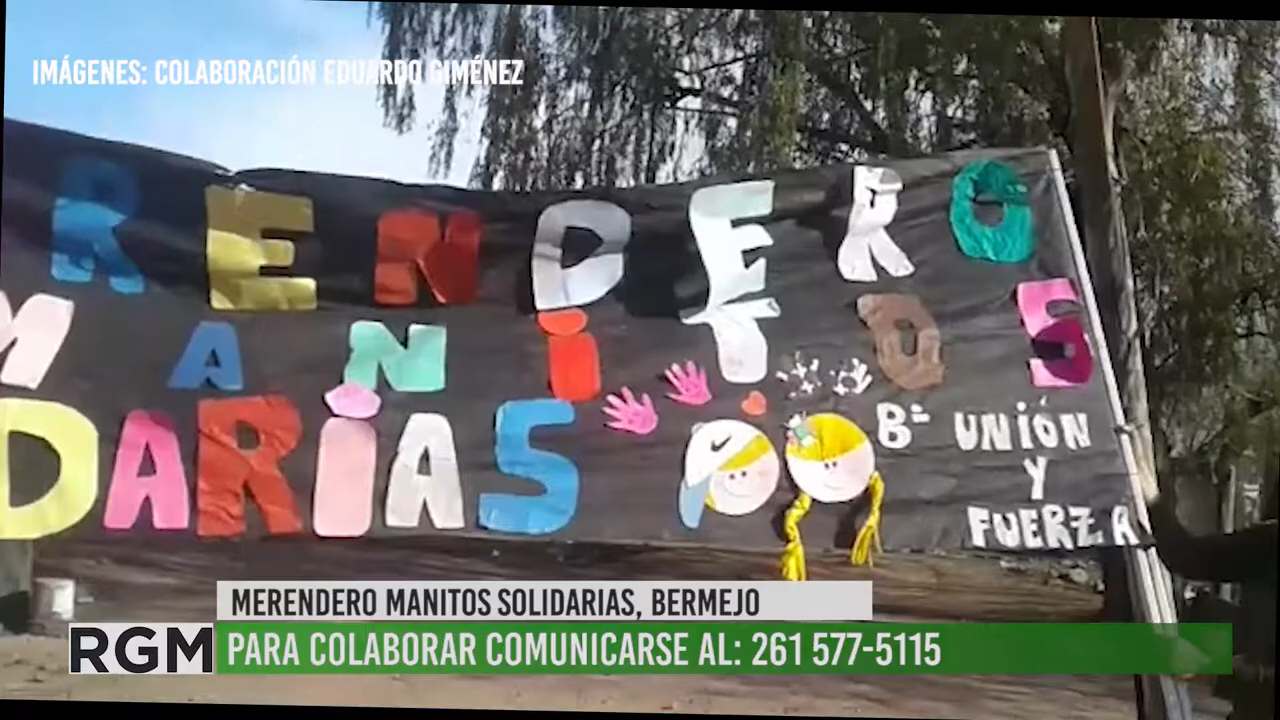 IMÁGENES: COLABORACIÓN EDUARDO GIMÉNEZ
RENDERO
MANiTOS
DARiAS
Bº UNIÓN
Y
FUERZA
MERENDERO MANITOS SOLIDARIAS, BERMEJO
RGM
PARA COLABORAR COMUNICARSE AL: 261 577-5115